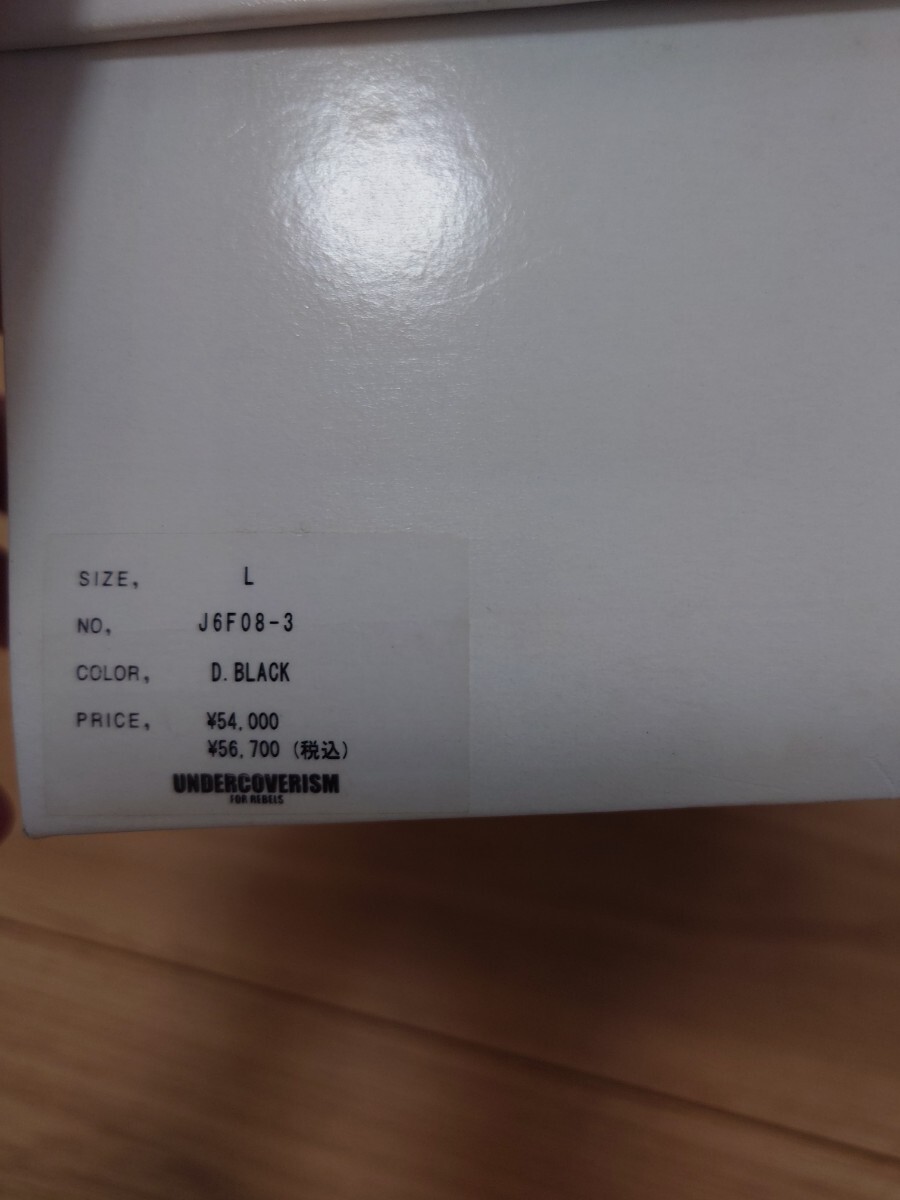 SIZE, L
NO, J6F08-3
COLOR, D.BLACK
PRICE, ¥54,000
¥56,700 (税込)
UNDERCOVERISM
FOR REBELS